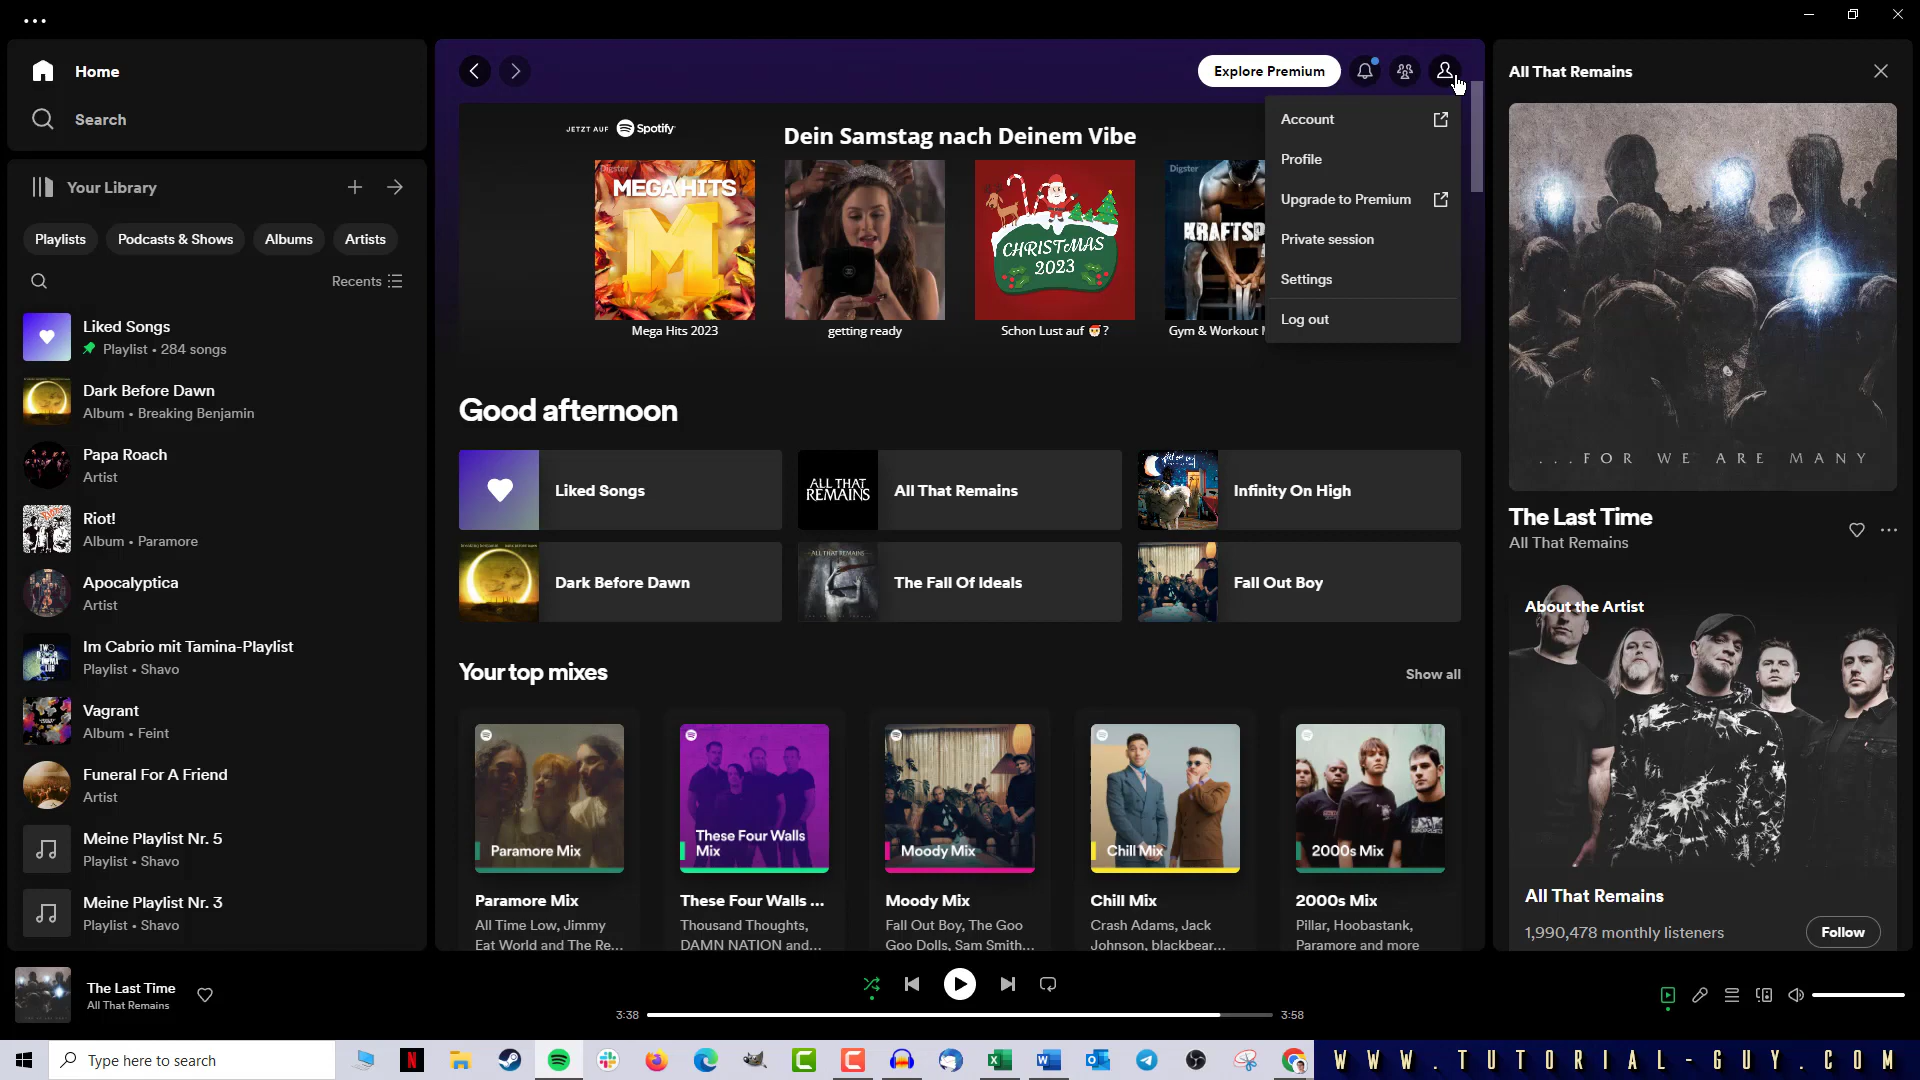 Home
Search
Your Library
Playlists
Podcasts & Shows
Albums
Artists
Recents
Liked Songs
Playlist • 284 songs
Dark Before Dawn
Album • Breaking Benjamin
Papa Roach
Artist
Riot!
Album • Paramore
Apocalyptica
Artist
Im Cabrio mit Tamina-Playlist
Playlist • Shavo
Vagrant
Album • Feint
Funeral For A Friend
Artist
Meine Playlist Nr. 5
Playlist • Shavo
Meine Playlist Nr. 3
Playlist • Shavo
Explore Premium
JETZT AUF Spotify
Dein Samstag nach Deinem Vibe
Digster
MEGA HITS
M
Mega Hits 2023
getting ready
CHRISTMAS
2023
Schon Lust auf 🎅?
Digster
KRAFTSP
Gym & Workout
Account
Profile
Upgrade to Premium
Private session
Settings
Log out
Good afternoon
Liked Songs
ALL THAT
REMAINS
All That Remains
Infinity On High
Dark Before Dawn
ALL THAT REMAINS
The Fall Of Ideals
Fall Out Boy
Your top mixes
Show all
Paramore Mix
These Four Walls
Mix
Moody Mix
Chill Mix
2000s Mix
Paramore Mix
All Time Low, Jimmy
Eat World and The Re...
These Four Walls ...
Thousand Thoughts,
DAMN NATION and...
Moody Mix
Fall Out Boy, The Goo
Goo Dolls, Sam Smith...
Chill Mix
Crash Adams, Jack
Johnson, blackbear...
2000s Mix
Pillar, Hoobastank,
Paramore and more
All That Remains
...FOR WE ARE MANY
The Last Time
All That Remains
About the Artist
All That Remains
1,990,478 monthly listeners
Follow
The Last Time
All That Remains
3:38
3:58
Type here to search
WWW.TUTORIAL-GUY.COM